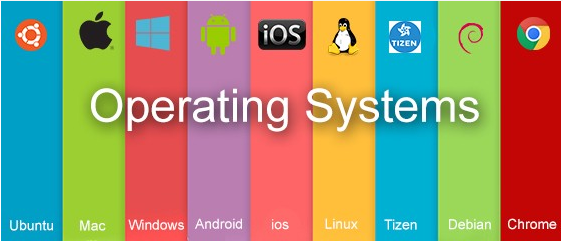 iOS
TIZEN
Operating Systems
Ubuntu Mac Windows Android ios Linux Tizen Debian Chrome